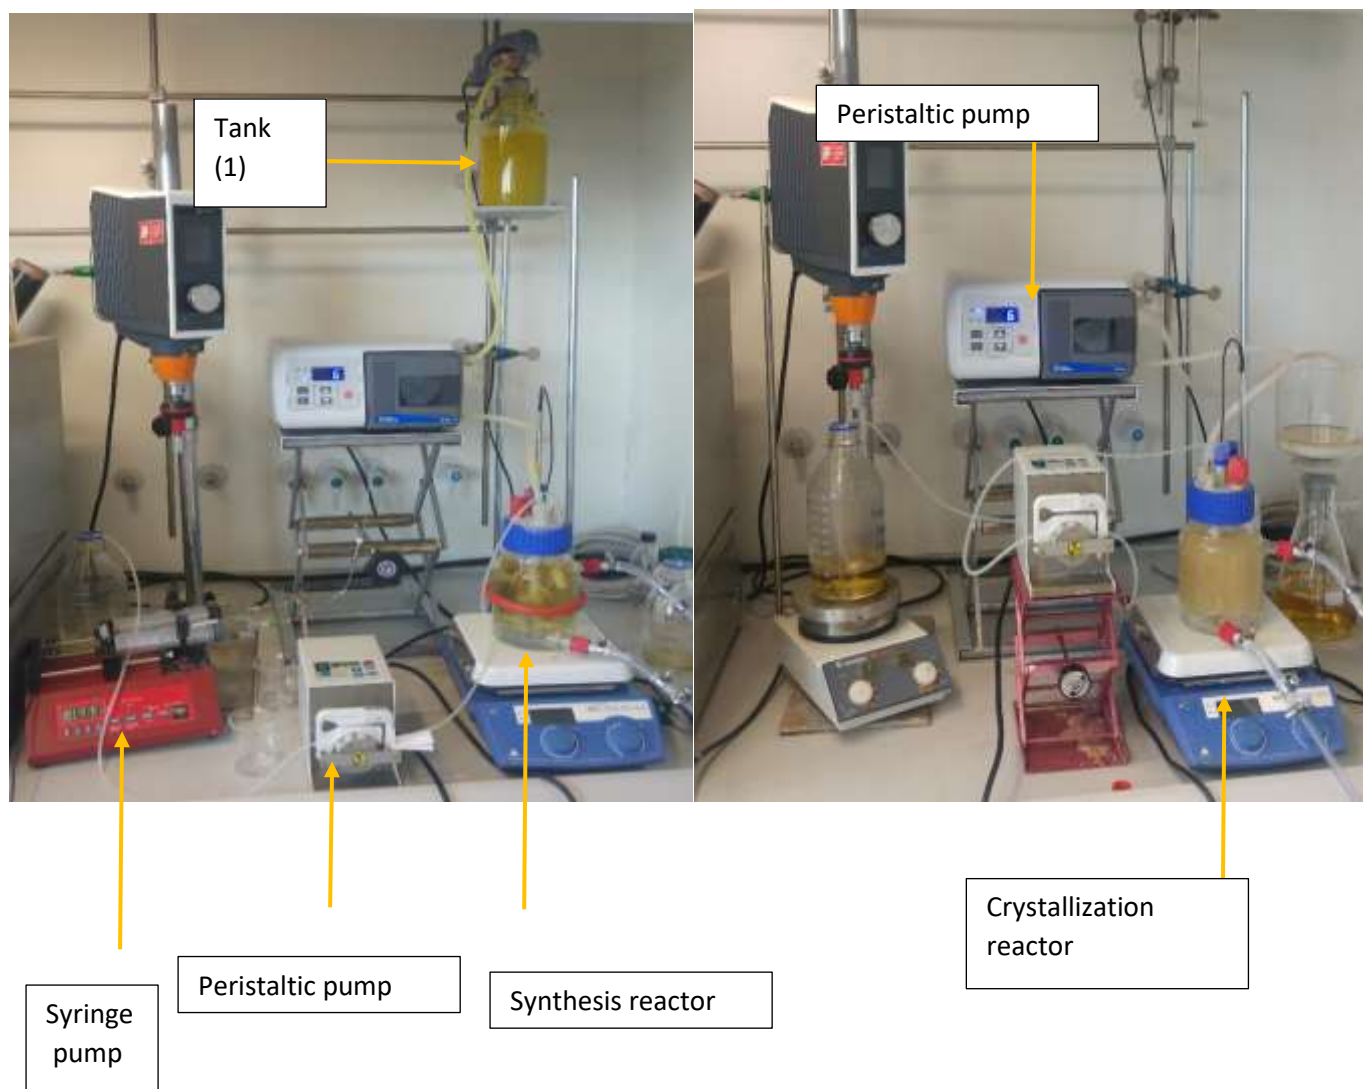 Tank
(1)
Peristaltic pump
Peristaltic pump
Synthesis reactor
Syringe
pump
Crystallization
reactor